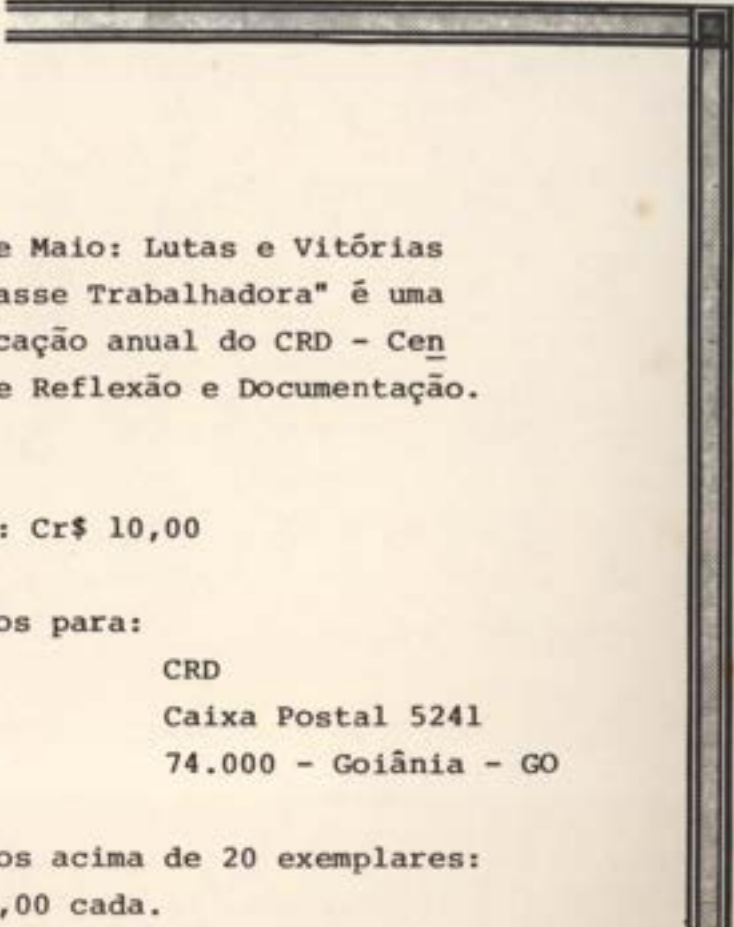 e Maio: Lutas e Vitórias
asse Trabalhadora" é uma
cação anual do CRD - Cen
e Reflexão e Documentação.
: Cr$ 10,00
os para:
CRD
Caixa Postal 5241
74.000 - Goiânia - GO
os acima de 20 exemplares:
,00 cada.